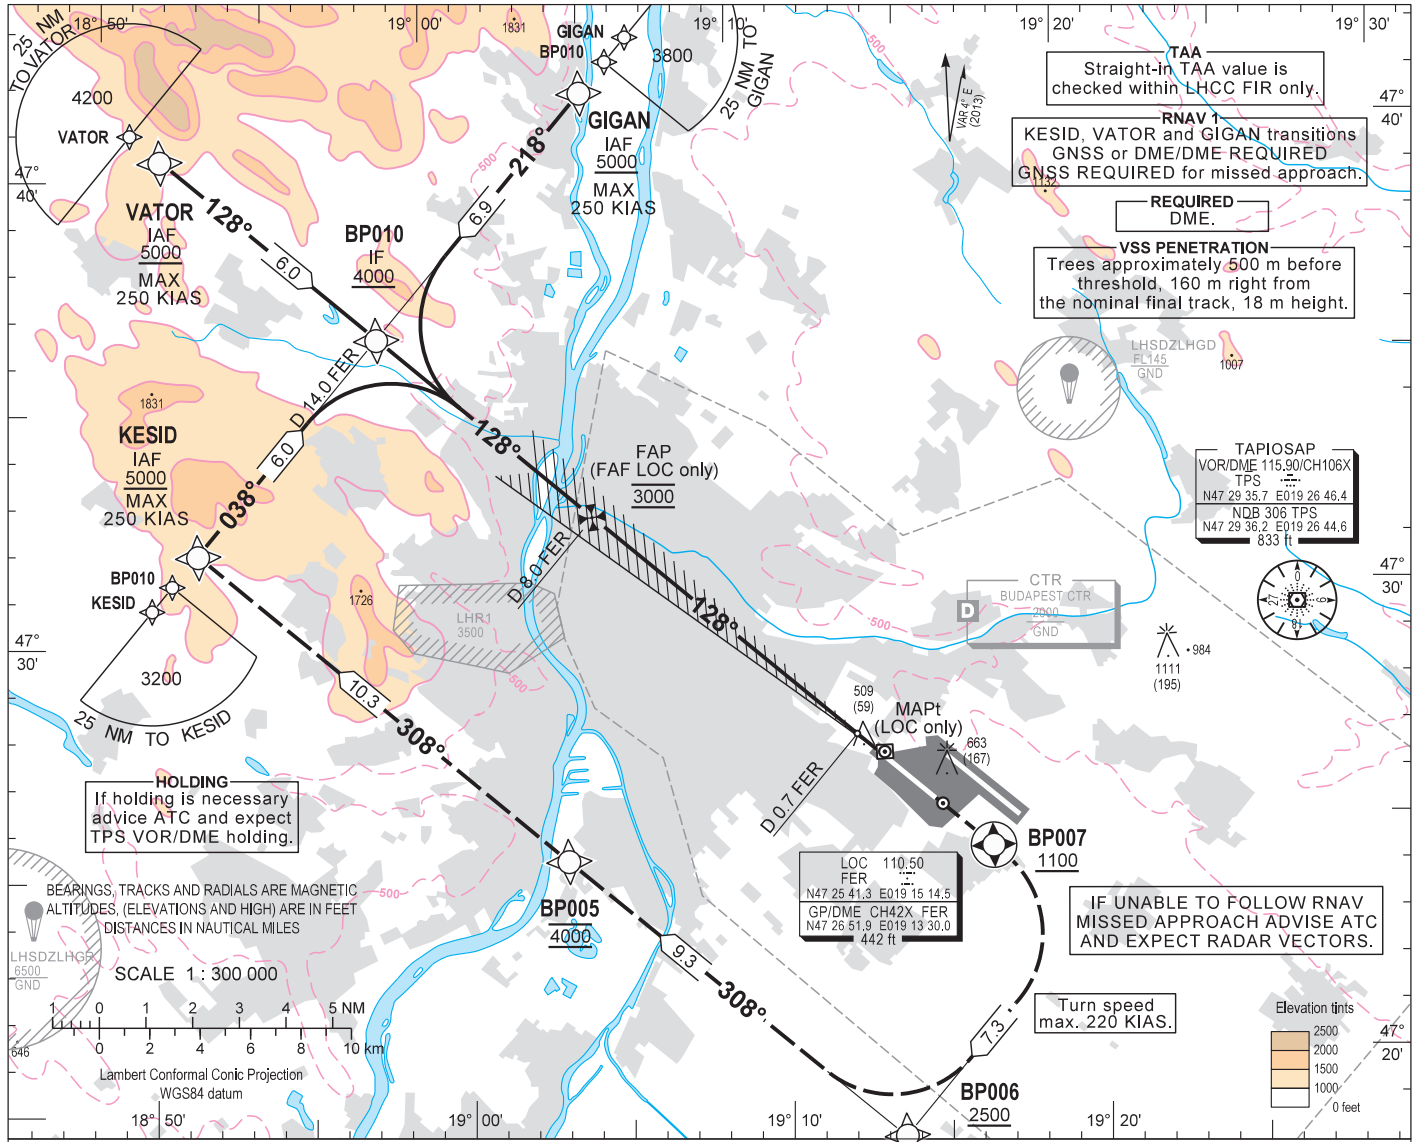 18° 50'
19° 00'
19° 10'
19° 20'
19° 30'
25 NM
TO VATOR
4200
VATOR
1831
GIGAN
BP010
3800
25 NM TO
GIGAN
500
VAR 4° E
(2013)
TAA
Straight-in TAA value is
checked within LHCC FIR only.
47°
40'
RNAV 1
KESID, VATOR and GIGAN transitions
GNSS or DME/DME REQUIRED
GNSS REQUIRED for missed approach.
1132
REQUIRED
DME.
VSS PENETRATION
Trees approximately 500 m before
threshold, 160 m right from
the nominal final track, 18 m height.
47°
40'
GIGAN
IAF
5000
MAX
250 KIAS
218°
500
6.9
VATOR
IAF
5000
MAX
250 KIAS
128°
6.0
BP010
IF
4000
D 14.0 FER
LHSDZLHGD
FL145
GND
1007
1831
KESID
IAF
5000
MAX
250 KIAS
6.0
038°
128°
FAP
(FAF LOC only)
3000
TAPIOSAP
VOR/DME 115.90/CH106X
TPS
N47 29 35.7 E019 26 46.4
NDB 306 TPS
N47 29 36.2 E019 26 44.6
833 ft
47°
30'
0
9
18
27
D 8.0 FER
BP010
KESID
1726
LHR1
3500
500
128°
CTR
BUDAPEST CTR
D
2000
GND
500
984
1111
(195)
47°
30'
3200
25 NM TO KESID
10.3
308°
509
(59)
MAPt
(LOC only)
663
(167)
D 0.7 FER
HOLDING
If holding is necessary
advice ATC and expect
TPS VOR/DME holding.
BP007
1100
LOC 110.50
FER
N47 25 41.3 E019 15 14.5
GP/DME CH42X FER
N47 26 51.9 E019 13 30.0
442 ft
BEARINGS, TRACKS AND RADIALS ARE MAGNETIC
ALTITUDES, (ELEVATIONS AND HIGH) ARE IN FEET
DISTANCES IN NAUTICAL MILES
500
BP005
4000
IF UNABLE TO FOLLOW RNAV
MISSED APPROACH ADVISE ATC
AND EXPECT RADAR VECTORS.
LHSDZLHGR
6500
GND
SCALE 1 : 300 000
9.3
308°
1 0 1 2 3 4 5 NM
0 2 4 6 8 10 km
Turn speed
max. 220 KIAS.
7.3
646
Lambert Conformal Conic Projection
WGS84 datum
Elevation tints
2500
2000
1500
1000
0 feet
47°
20'
BP006
2500
18° 50'
19° 00'
19° 10'
19° 20'